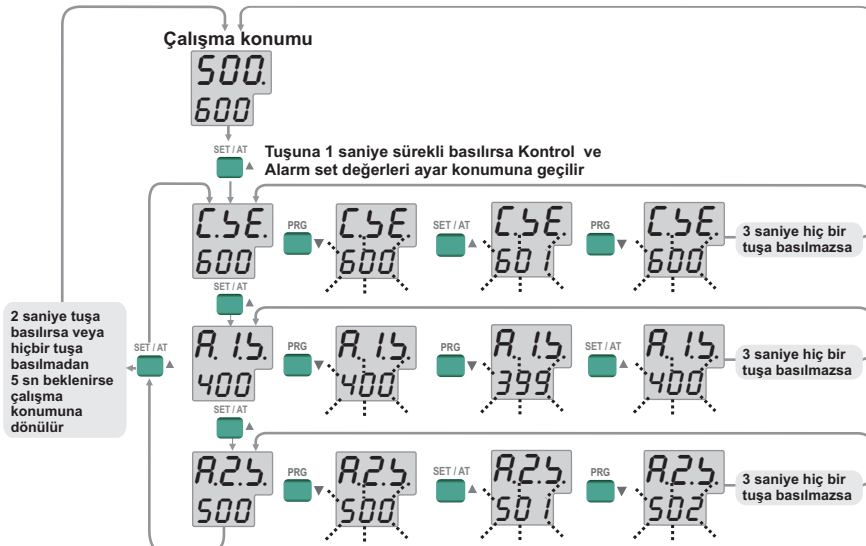 Çalışma konumu
500.
600
SET / AT
Tuşuna 1 saniye sürekli basılırsa Kontrol ve
Alarm set değerleri ayar konumuna geçilir
C.SE.
600
PRG
C.SE.
600
SET / AT
C.SE.
601
PRG
C.SE.
600
3 saniye hiç bir
tuşa basılmazsa
SET / AT
2 saniye tuşa
basılırsa veya
hiçbir tuşa
basılmadan
5 sn beklenirse
çalışma
konumuna
dönülür
SET / AT
A.1.S.
400
PRG
A.1.S.
400
PRG
A.1.S.
399
SET / AT
A.1.S.
400
3 saniye hiç bir
tuşa basılmazsa
SET / AT
A.2.S.
500
PRG
A.2.S.
500
SET / AT
A.2.S.
501
PRG
A.2.S.
502
3 saniye hiç bir
tuşa basılmazsa